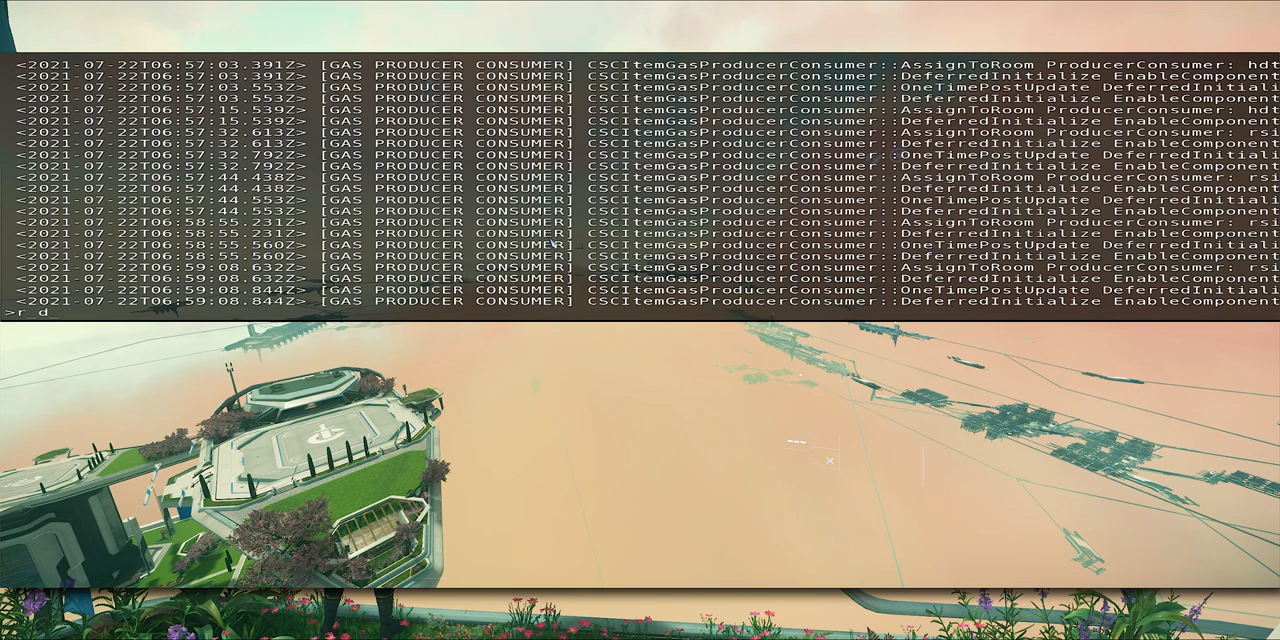 <2021-07-22T06:57:03.391Z> [GAS PRODUCER CONSUMER] CSCItemGasProducerConsumer::AssignToRoom ProducerConsumer: hdt
<2021-07-22T06:57:03.391Z> [GAS PRODUCER CONSUMER] CSCItemGasProducerConsumer::DeferredInitialize EnableComponent
<2021-07-22T06:57:03.553Z> [GAS PRODUCER CONSUMER] CSCItemGasProducerConsumer::OneTimePostUpdate DeferredInitiali
<2021-07-22T06:57:03.553Z> [GAS PRODUCER CONSUMER] CSCItemGasProducerConsumer::DeferredInitialize EnableComponent
<2021-07-22T06:57:15.539Z> [GAS PRODUCER CONSUMER] CSCItemGasProducerConsumer::AssignToRoom ProducerConsumer: hdt
<2021-07-22T06:57:15.539Z> [GAS PRODUCER CONSUMER] CSCItemGasProducerConsumer::DeferredInitialize EnableComponent
<2021-07-22T06:57:32.613Z> [GAS PRODUCER CONSUMER] CSCItemGasProducerConsumer::AssignToRoom ProducerConsumer: rsi
<2021-07-22T06:57:32.613Z> [GAS PRODUCER CONSUMER] CSCItemGasProducerConsumer::DeferredInitialize EnableComponent
<2021-07-22T06:57:32.792Z> [GAS PRODUCER CONSUMER] CSCItemGasProducerConsumer::OneTimePostUpdate DeferredInitiali
<2021-07-22T06:57:32.792Z> [GAS PRODUCER CONSUMER] CSCItemGasProducerConsumer::DeferredInitialize EnableComponent
<2021-07-22T06:57:44.438Z> [GAS PRODUCER CONSUMER] CSCItemGasProducerConsumer::AssignToRoom ProducerConsumer: rsi
<2021-07-22T06:57:44.438Z> [GAS PRODUCER CONSUMER] CSCItemGasProducerConsumer::DeferredInitialize EnableComponent
<2021-07-22T06:57:44.553Z> [GAS PRODUCER CONSUMER] CSCItemGasProducerConsumer::OneTimePostUpdate DeferredInitiali
<2021-07-22T06:57:44.553Z> [GAS PRODUCER CONSUMER] CSCItemGasProducerConsumer::DeferredInitialize EnableComponent
<2021-07-22T06:58:55.231Z> [GAS PRODUCER CONSUMER] CSCItemGasProducerConsumer::AssignToRoom ProducerConsumer: rsi
<2021-07-22T06:58:55.231Z> [GAS PRODUCER CONSUMER] CSCItemGasProducerConsumer::DeferredInitialize EnableComponent
<2021-07-22T06:58:55.560Z> [GAS PRODUCER CONSUMER] CSCItemGasProducerConsumer::OneTimePostUpdate DeferredInitiali
<2021-07-22T06:58:55.560Z> [GAS PRODUCER CONSUMER] CSCItemGasProducerConsumer::DeferredInitialize EnableComponent
<2021-07-22T06:59:08.632Z> [GAS PRODUCER CONSUMER] CSCItemGasProducerConsumer::AssignToRoom ProducerConsumer: rsi
<2021-07-22T06:59:08.632Z> [GAS PRODUCER CONSUMER] CSCItemGasProducerConsumer::DeferredInitialize EnableComponent
<2021-07-22T06:59:08.844Z> [GAS PRODUCER CONSUMER] CSCItemGasProducerConsumer::OneTimePostUpdate DeferredInitiali
<2021-07-22T06:59:08.844Z> [GAS PRODUCER CONSUMER] CSCItemGasProducerConsumer::DeferredInitialize EnableComponent
>r d_